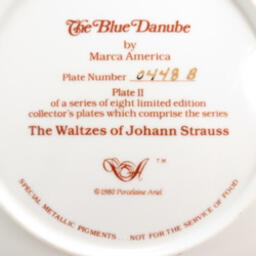 The Blue Danube
by
Marca America
Plate Number 0448 B
Plate II
of a series of eight limited edition
collector's plates which comprise the series
The Waltzes of Johann Strauss
VA TM
© 1980 Porcelaine Ariel
SPECIAL METALLIC PIGMENTS... NOT FOR THE SERVICE OF FOOD